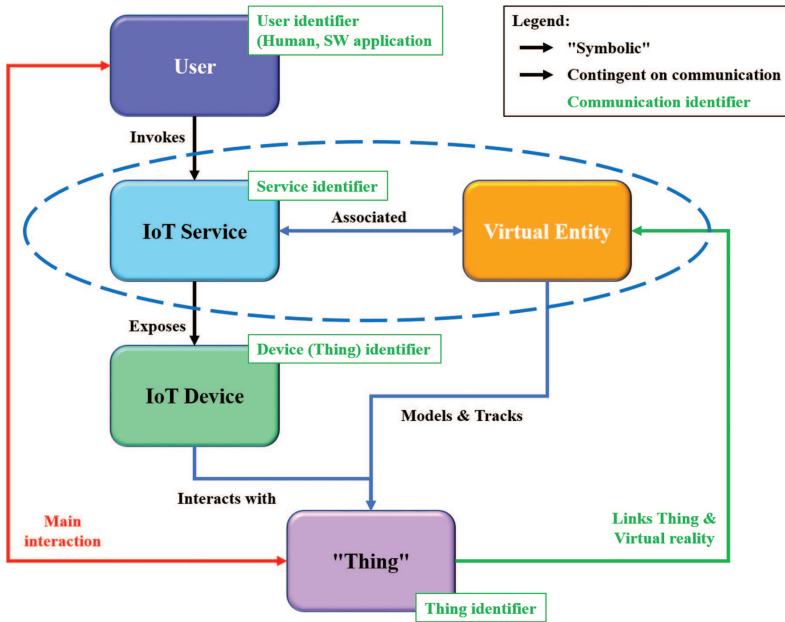 User identifier
(Human, SW application
User
Legend:
"Symbolic"
Contingent on communication
Communication identifier
Invokes
Service identifier
IoT Service
Associated
Virtual Entity
Exposes
Device (Thing) identifier
IoT Device
Models & Tracks
Interacts with
Main
interaction
"Thing"
Links Thing &
Virtual reality
Thing identifier